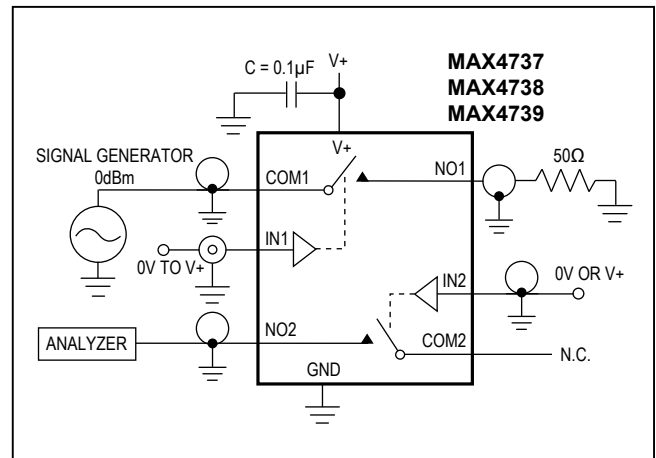 C = 0.1µF
V+
MAX4737
MAX4738
MAX4739
SIGNAL GENERATOR
0dBm
V+
COM1
NO1
50Ω
IN1
0V TO V+
IN2
0V OR V+
ANALYZER
NO2
COM2
N.C.
GND